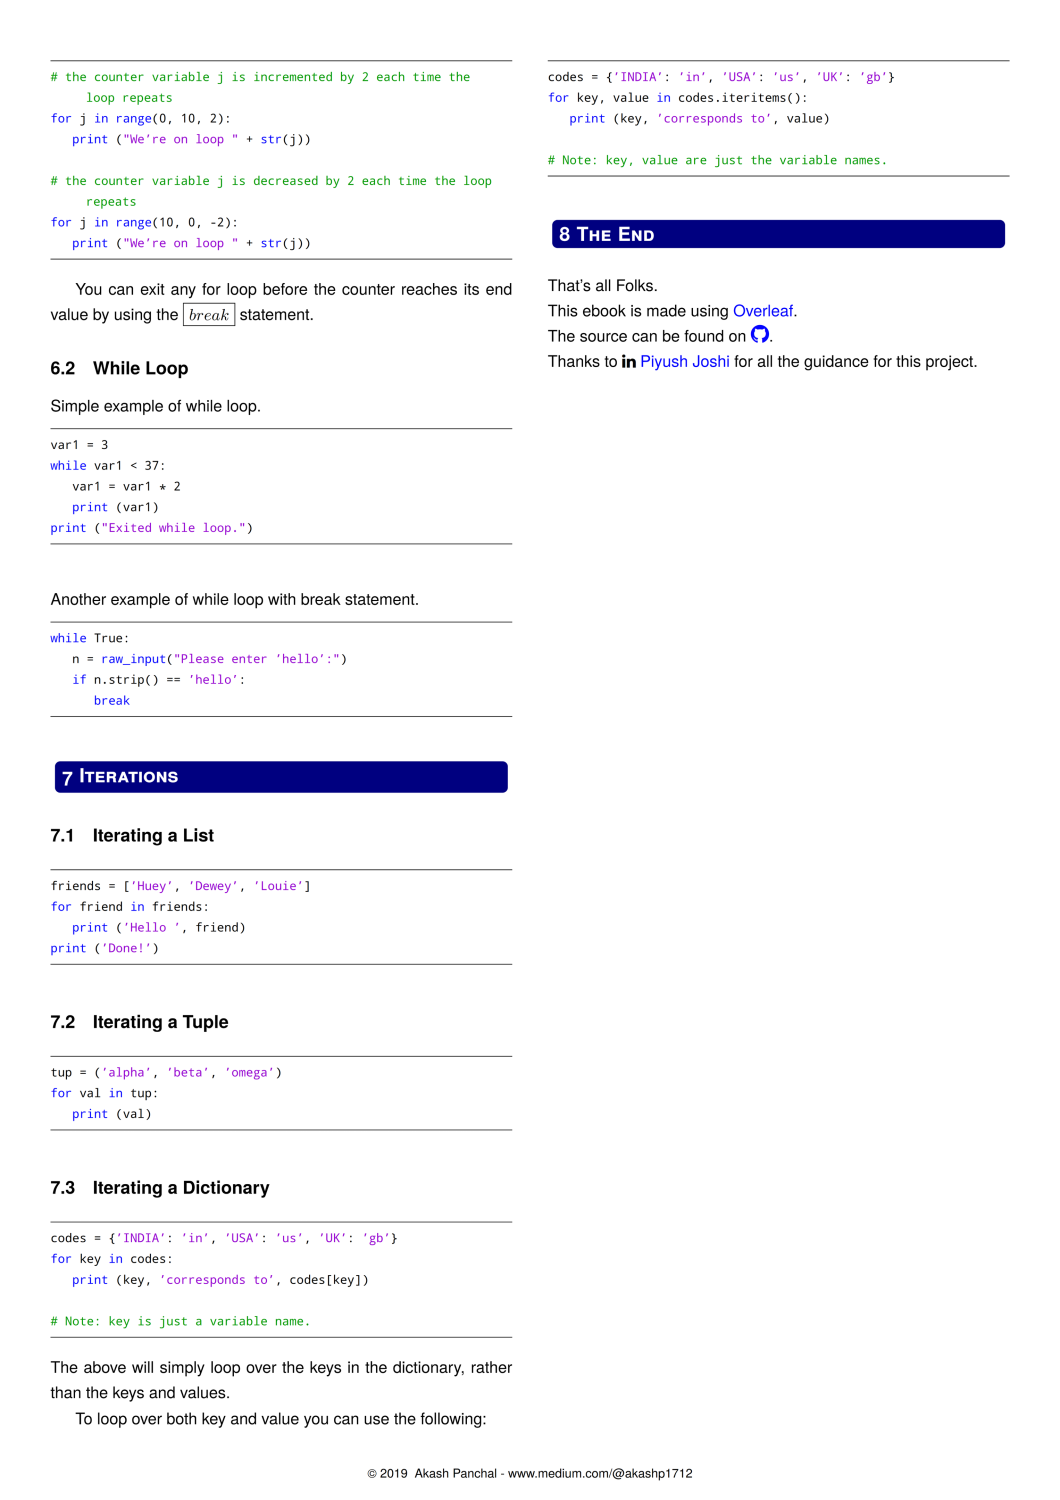 # the counter variable j is incremented by 2 each time the
loop repeats
for j in range(0, 10, 2):
print ("We're on loop " + str(j))
# the counter variable j is decreased by 2 each time the loop
repeats
for j in range(10, 0, -2):
print ("We're on loop " + str(j))
You can exit any for loop before the counter reaches its end
value by using the break statement.
6.2 While Loop
Simple example of while loop.
var1 = 3
while var1 < 37:
var1 = var1 * 2
print (var1)
print ("Exited while loop.")
Another example of while loop with break statement.
while True:
n = raw_input("Please enter 'hello':")
if n.strip() == 'hello':
break
7 Iterations
7.1 Iterating a List
friends = ['Huey', 'Dewey', 'Louie']
for friend in friends:
print ('Hello ', friend)
print ('Done!')
7.2 Iterating a Tuple
tup = ('alpha', 'beta', 'omega')
for val in tup:
print (val)
7.3 Iterating a Dictionary
codes = {'INDIA': 'in', 'USA': 'us', 'UK': 'gb'}
for key in codes:
print (key, 'corresponds to', codes[key])
# Note: key is just a variable name.
The above will simply loop over the keys in the dictionary, rather
than the keys and values.
To loop over both key and value you can use the following:
codes = {'INDIA': 'in', 'USA': 'us', 'UK': 'gb'}
for key, value in codes.iteritems():
print (key, 'corresponds to', value)
# Note: key, value are just the variable names.
8 The End
That's all Folks.
This ebook is made using Overleaf.
The source can be found on .
Thanks to in Piyush Joshi for all the guidance for this project.
© 2019 Akash Panchal - www.medium.com/@akashp1712